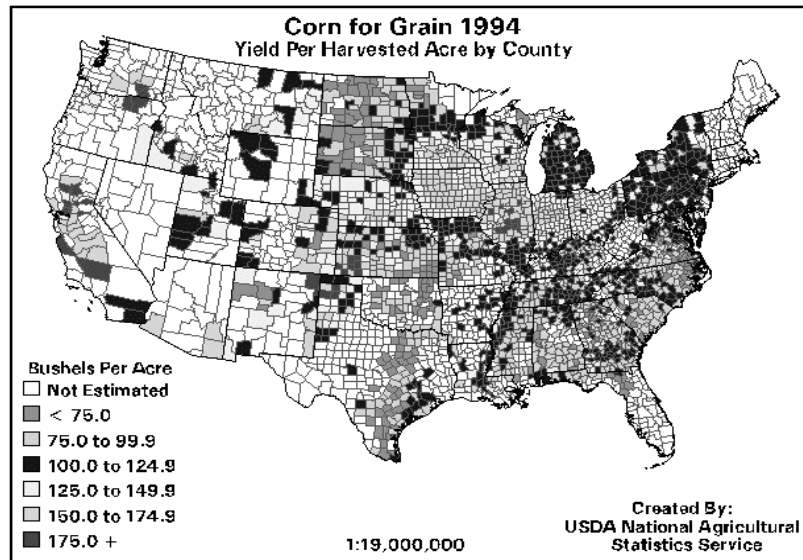 Corn for Grain 1994
Yield Per Harvested Acre by County
Bushels Per Acre
Not Estimated
< 75.0
75.0 to 99.9
100.0 to 124.9
125.0 to 149.9
150.0 to 174.9
175.0 +
1:19,000,000
Created By:
USDA National Agricultural
Statistics Service